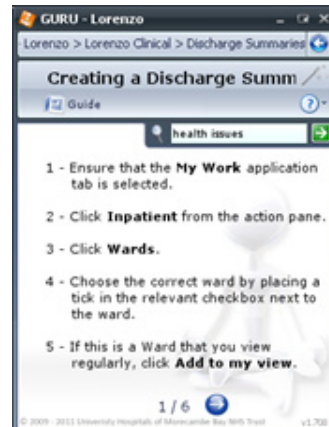 GURU - Lorenzo
Lorenzo > Lorenzo Clinical > Discharge Summaries
Creating a Discharge Summ
Guide
?
health issues
1 - Ensure that the My Work application
tab is selected.
2 - Click Inpatient from the action pane.
3 - Click Wards.
4 - Choose the correct ward by placing a
tick in the relevant checkbox next to
the ward.
5 - If this is a Ward that you view
regularly, click Add to my view.
1 / 6
© 2009 - 2011 University Hospitals of Morecambe Bay NHS Trust
v1.708